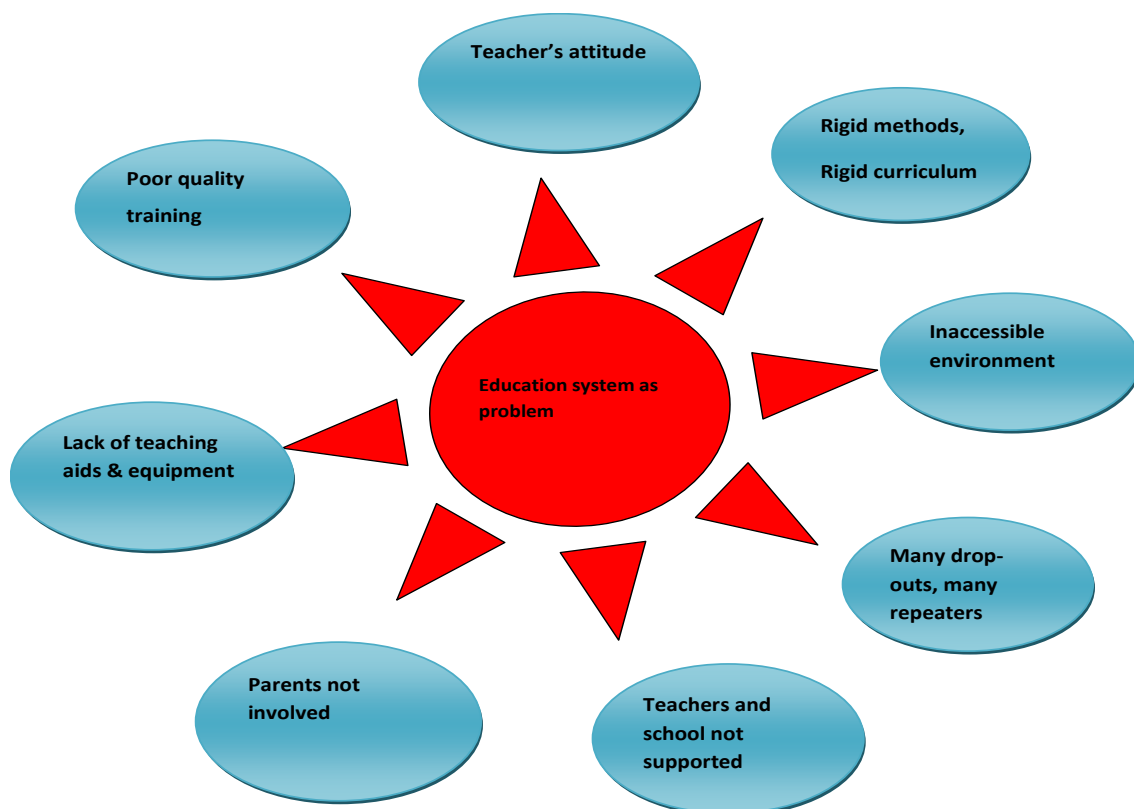 Teacher’s attitude
Rigid methods,
Rigid curriculum
Poor quality
training
Inaccessible
environment
Education system as
problem
Lack of teaching
aids & equipment
Many drop-
outs, many
repeaters
Parents not
involved
Teachers and
school not
supported